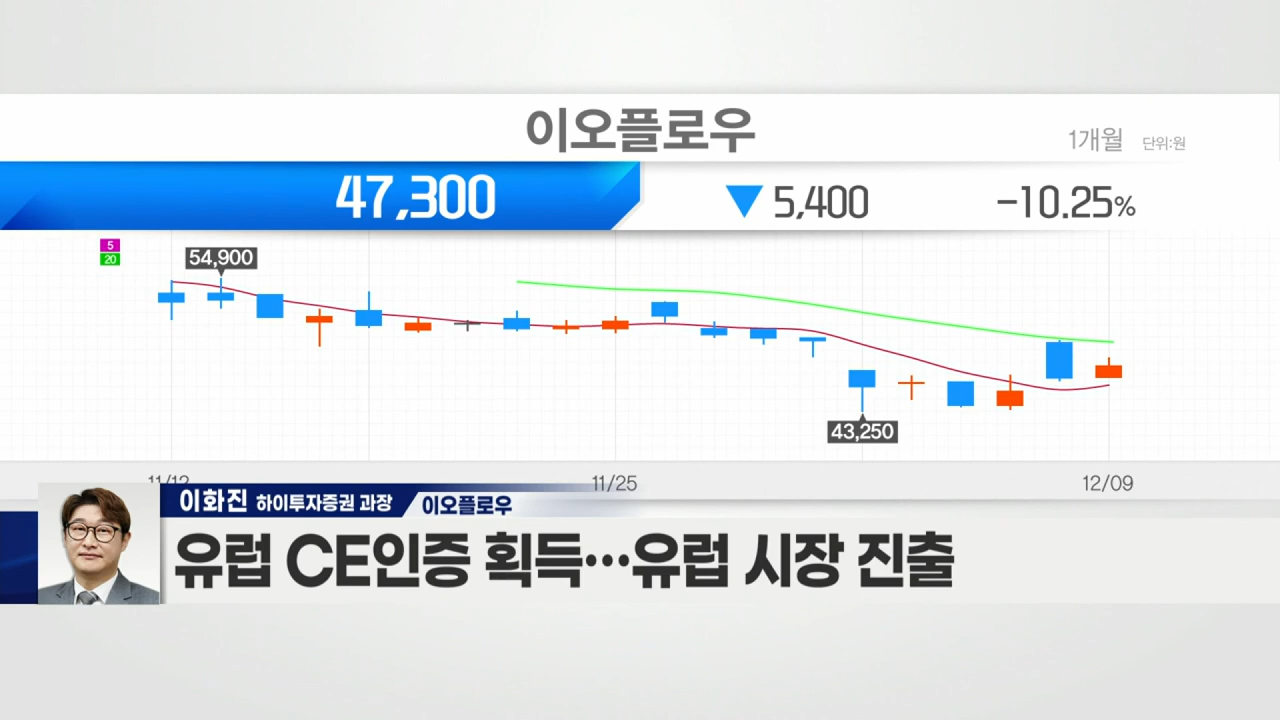 이오플로우
1개월 단위:원
47,300 ▼5,400 -10.25%
5
20
54,900
43,250
11/12 11/25 12/09
이화진 하이투자증권 과장 이오플로우
유럽 CE인증 획득…유럽 시장 진출